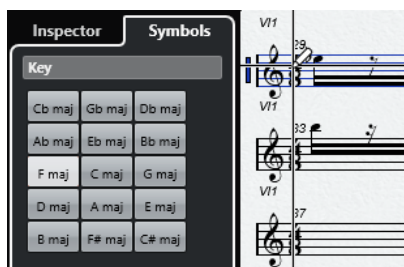 Inspector Symbols
Key
Cb maj Gb maj Db maj
Ab maj Eb maj Bb maj
F maj C maj G maj
D maj A maj E maj
B maj F# maj C# maj
Vl1
29
Vl1
33
Vl1
37